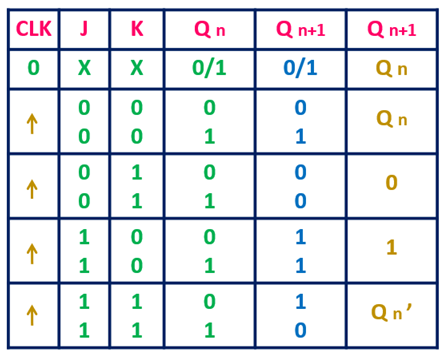 CLK J K Q n Q n+1 Q n+1
0 X X 0/1 0/1 Q n
↑ 0 0 0 0 Q n
0 0 1 1
↑ 0 1 0 0 0
0 1 1 0
↑ 1 0 0 1 1
1 0 1 1
↑ 1 1 0 1 Q n’
1 1 1 0